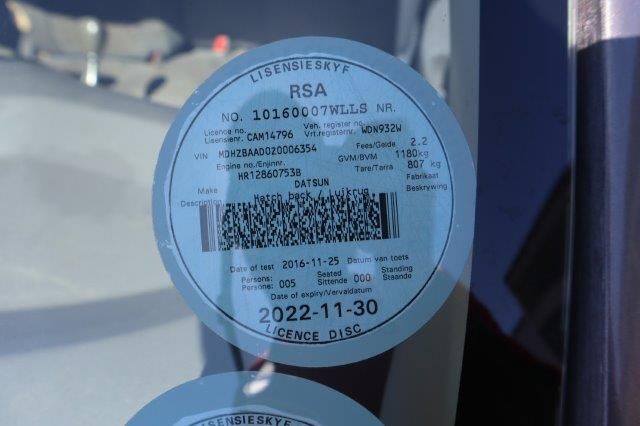 LISENSIESKYF
RSA
NO. 10160007WLLS NR.
Licence no. CAM14796 Veh. register no. WDN932W
Lisensienr. Vrt.registernr.
VIN MDHZBAAD020006354 Fees/Gelde 2.2
Engine no./Enjinnr. GVM/BVM 1180kg
HR12860753B Tare/Tarra 807 kg
Make DATSUN Fabrikaat
Description Hatch back / Luikrug Beskrywing
Date of test 2016-11-25 Datum van toets
Persons: 005 Seated 000 Standing
Persone: Sittende Staande
Date of expiry/Vervaldatum
2022-11-30
LICENCE DISC
LISENSIESKYF